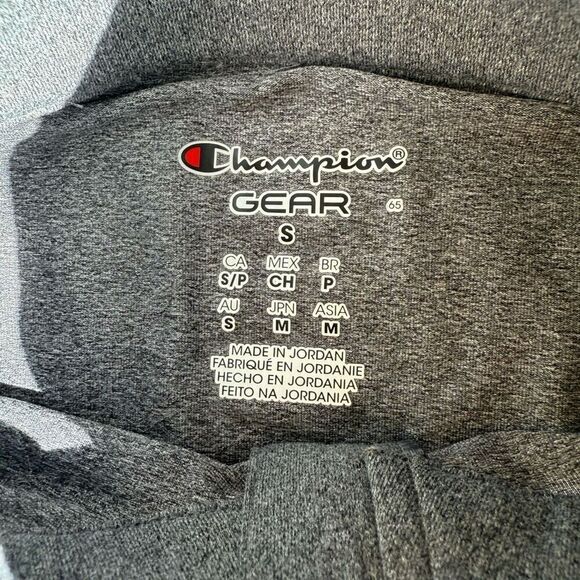 Champion®
GEAR 65
S
CA MEX BR
S/P CH P
AU JPN ASIA
S M M
MADE IN JORDAN
FABRIQUÉ EN JORDANIE
HECHO EN JORDANIA
FEITO NA JORDANIA